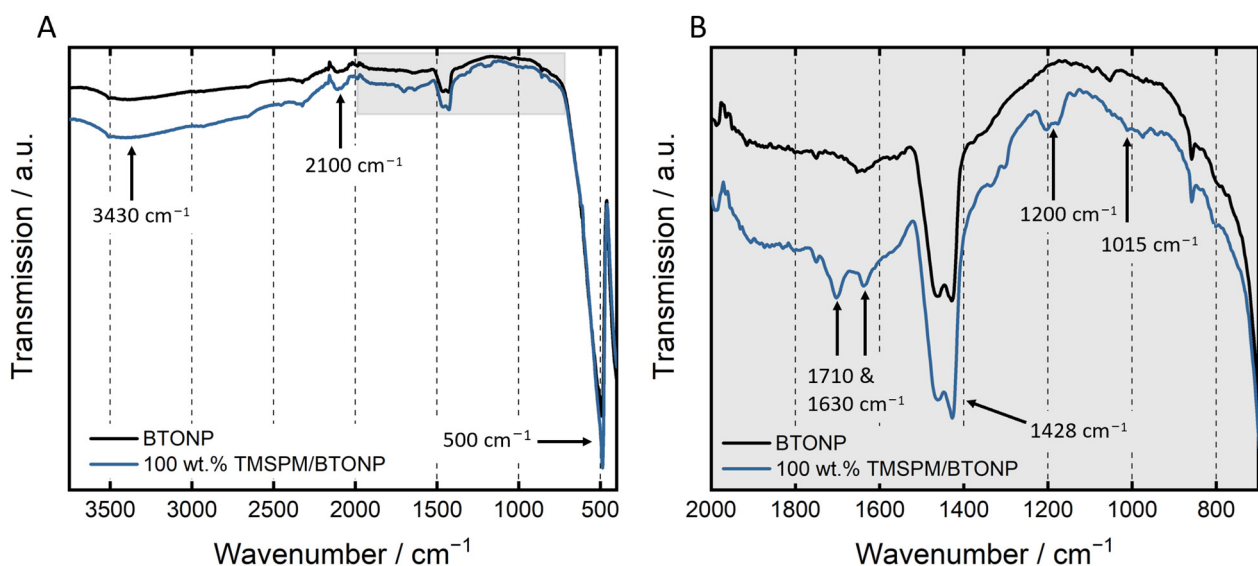 A
Transmission / a.u.
3430 cm⁻¹
2100 cm⁻¹
500 cm⁻¹
BTONP
100 wt.% TMSPM/BTONP
3500 3000 2500 2000 1500 1000 500
Wavenumber / cm⁻¹
B
Transmission / a.u.
1710 &
1630 cm⁻¹
1200 cm⁻¹
1015 cm⁻¹
1428 cm⁻¹
BTONP
100 wt.% TMSPM/BTONP
2000 1800 1600 1400 1200 1000 800
Wavenumber / cm⁻¹